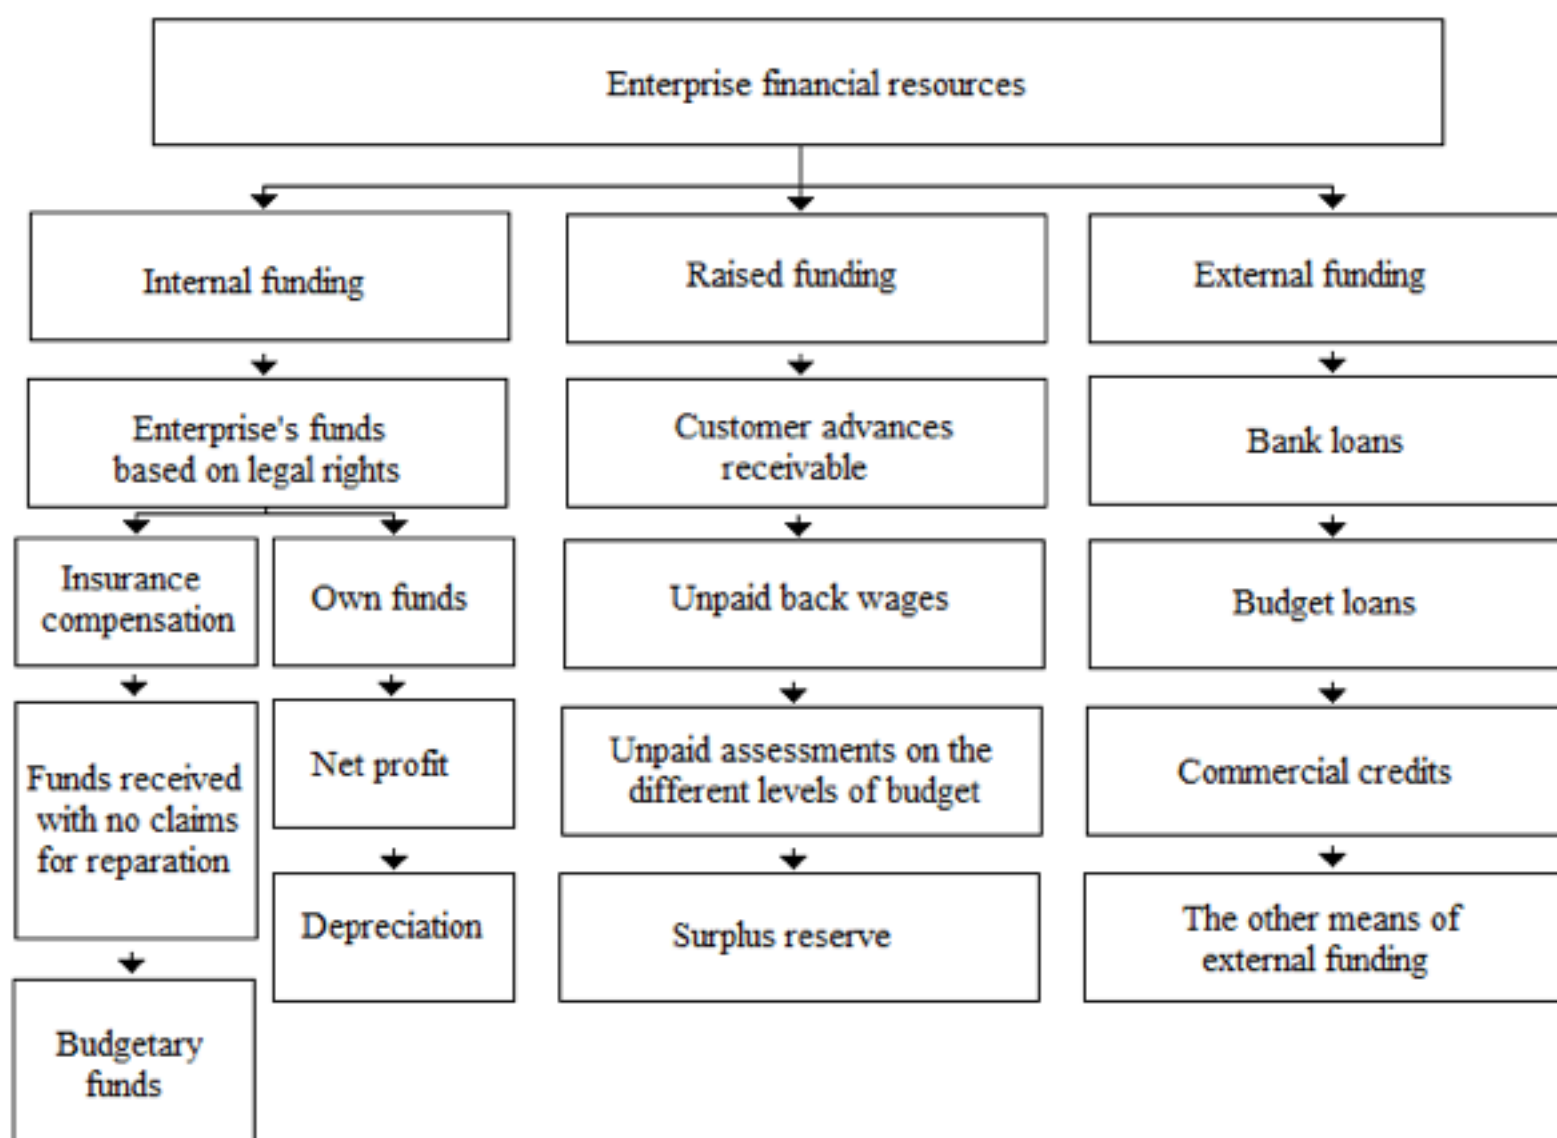 Enterprise financial resources
Internal funding
Raised funding
External funding
Enterprise's funds
based on legal rights
Customer advances
receivable
Bank loans
Insurance
compensation
Own funds
Unpaid back wages
Budget loans
Funds received
with no claims
for reparation
Net profit
Unpaid assessments on the
different levels of budget
Commercial credits
Depreciation
Surplus reserve
The other means of
external funding
Budgetary
funds